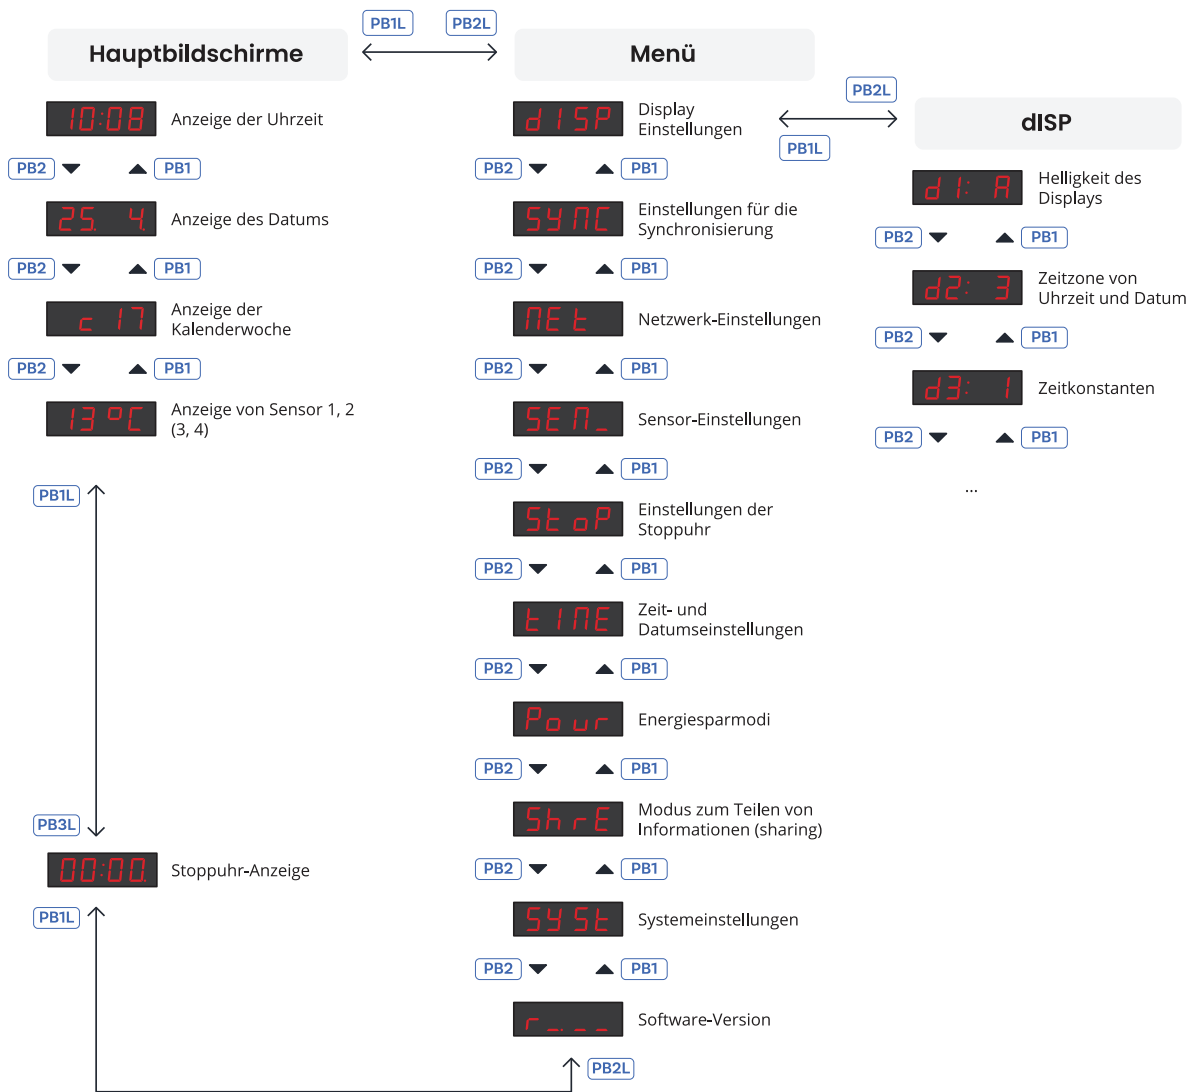 PB1L PB2L
Hauptbildschirme
10:08 Anzeige der Uhrzeit
PB2 PB1
25. 4. Anzeige des Datums
PB2 PB1
c 17 Anzeige der
Kalenderwoche
PB2 PB1
13°C Anzeige von Sensor 1, 2
(3, 4)
PB1L
PB3L
00:00. Stoppuhr-Anzeige
PB1L
Menü
dISP Display
Einstellungen
PB2 PB1
SYNC Einstellungen für die
Synchronisierung
PB2 PB1
NEt Netzwerk-Einstellungen
PB2 PB1
SEN_ Sensor-Einstellungen
PB2 PB1
StoP Einstellungen der
Stoppuhr
PB2 PB1
tIME Zeit- und
Datumseinstellungen
PB2 PB1
Pour Energiesparmodi
PB2 PB1
ShrE Modus zum Teilen von
Informationen (sharing)
PB2 PB1
SYSt Systemeinstellungen
PB2 PB1
r_._ _ Software-Version
PB2L
PB2L
PB1L
dISP
d1: A Helligkeit des
Displays
PB2 PB1
d2: 3 Zeitzone von
Uhrzeit und Datum
PB2 PB1
d3: 1 Zeitkonstanten
PB2 PB1
...